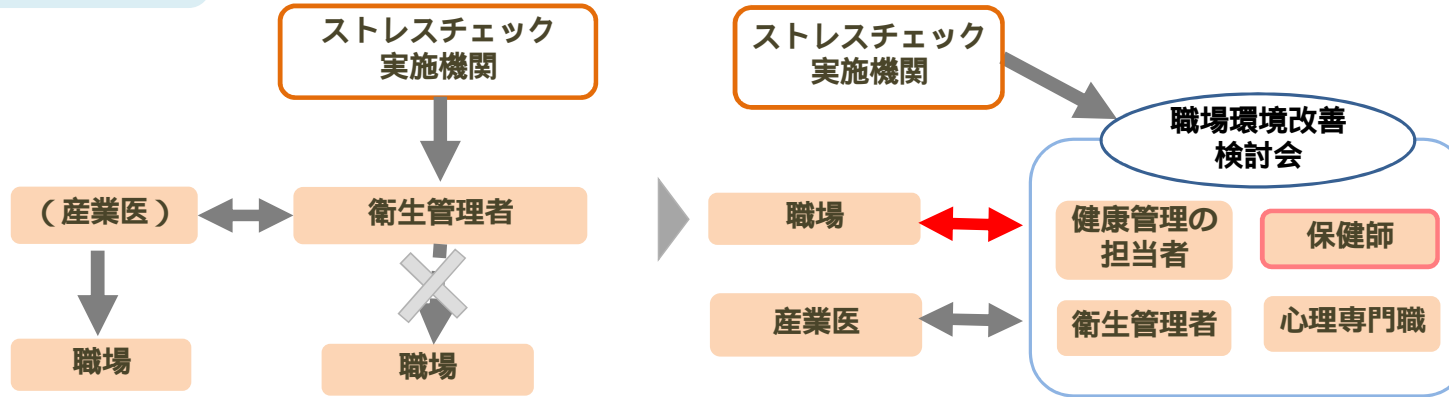 ストレスチェック
実施機関
(産業医)
衛生管理者
職場
職場
ストレスチェック
実施機関
職場環境改善
検討会
職場
産業医
健康管理の
担当者
保健師
衛生管理者
心理専門職